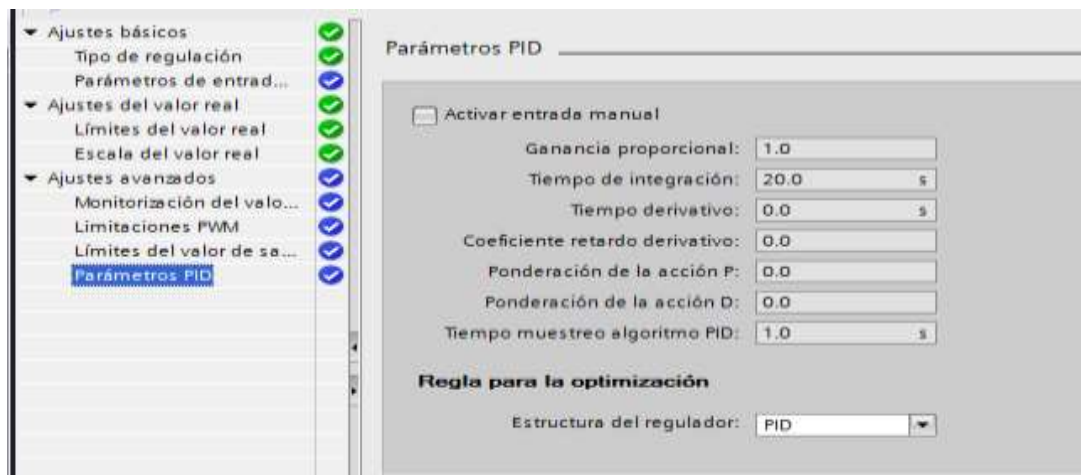 Ajustes básicos
Tipo de regulación
Parámetros de entrad...
Ajustes del valor real
Límites del valor real
Escala del valor real
Ajustes avanzados
Monitorización del valo...
Limitaciones PWM
Límites del valor de sa...
Parámetros PID
Parámetros PID
Activar entrada manual
Ganancia proporcional: 1.0
Tiempo de integración: 20.0 s
Tiempo derivativo: 0.0 s
Coeficiente retardo derivativo: 0.0
Ponderación de la acción P: 0.0
Ponderación de la acción D: 0.0
Tiempo muestreo algoritmo PID: 1.0 s
Regla para la optimización
Estructura del regulador: PID